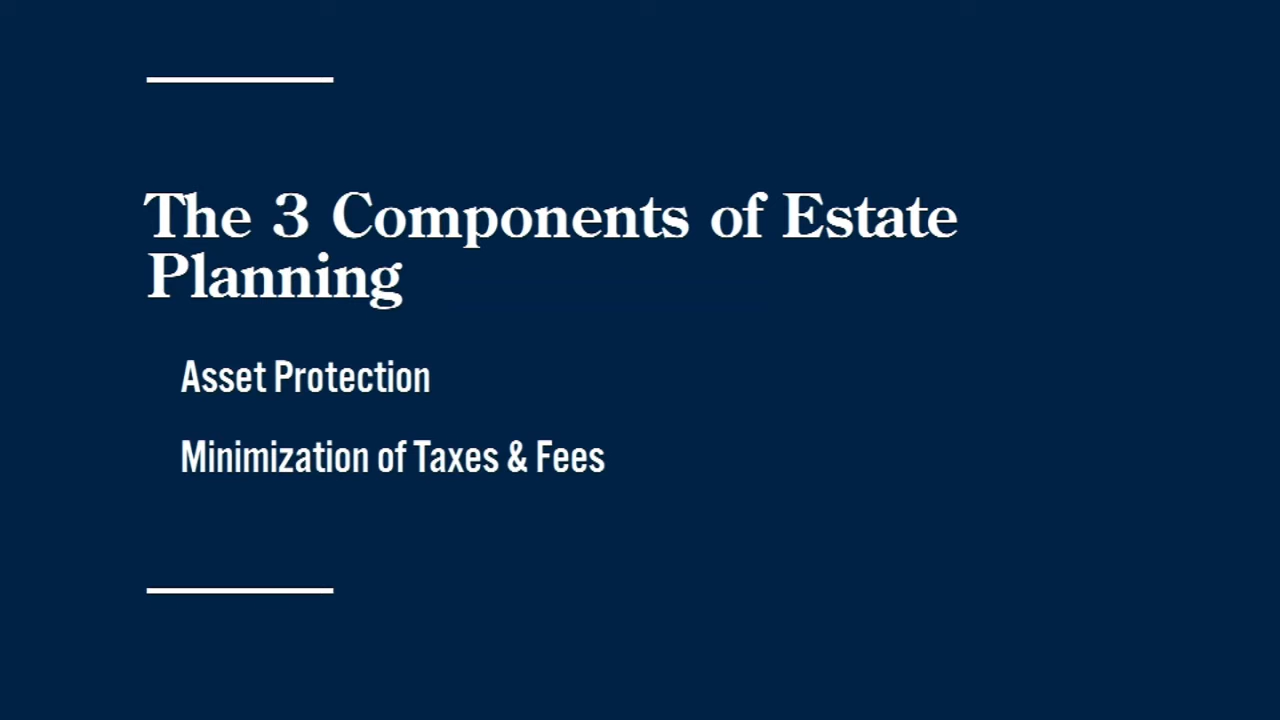 The 3 Components of Estate
Planning
Asset Protection
Minimization of Taxes & Fees